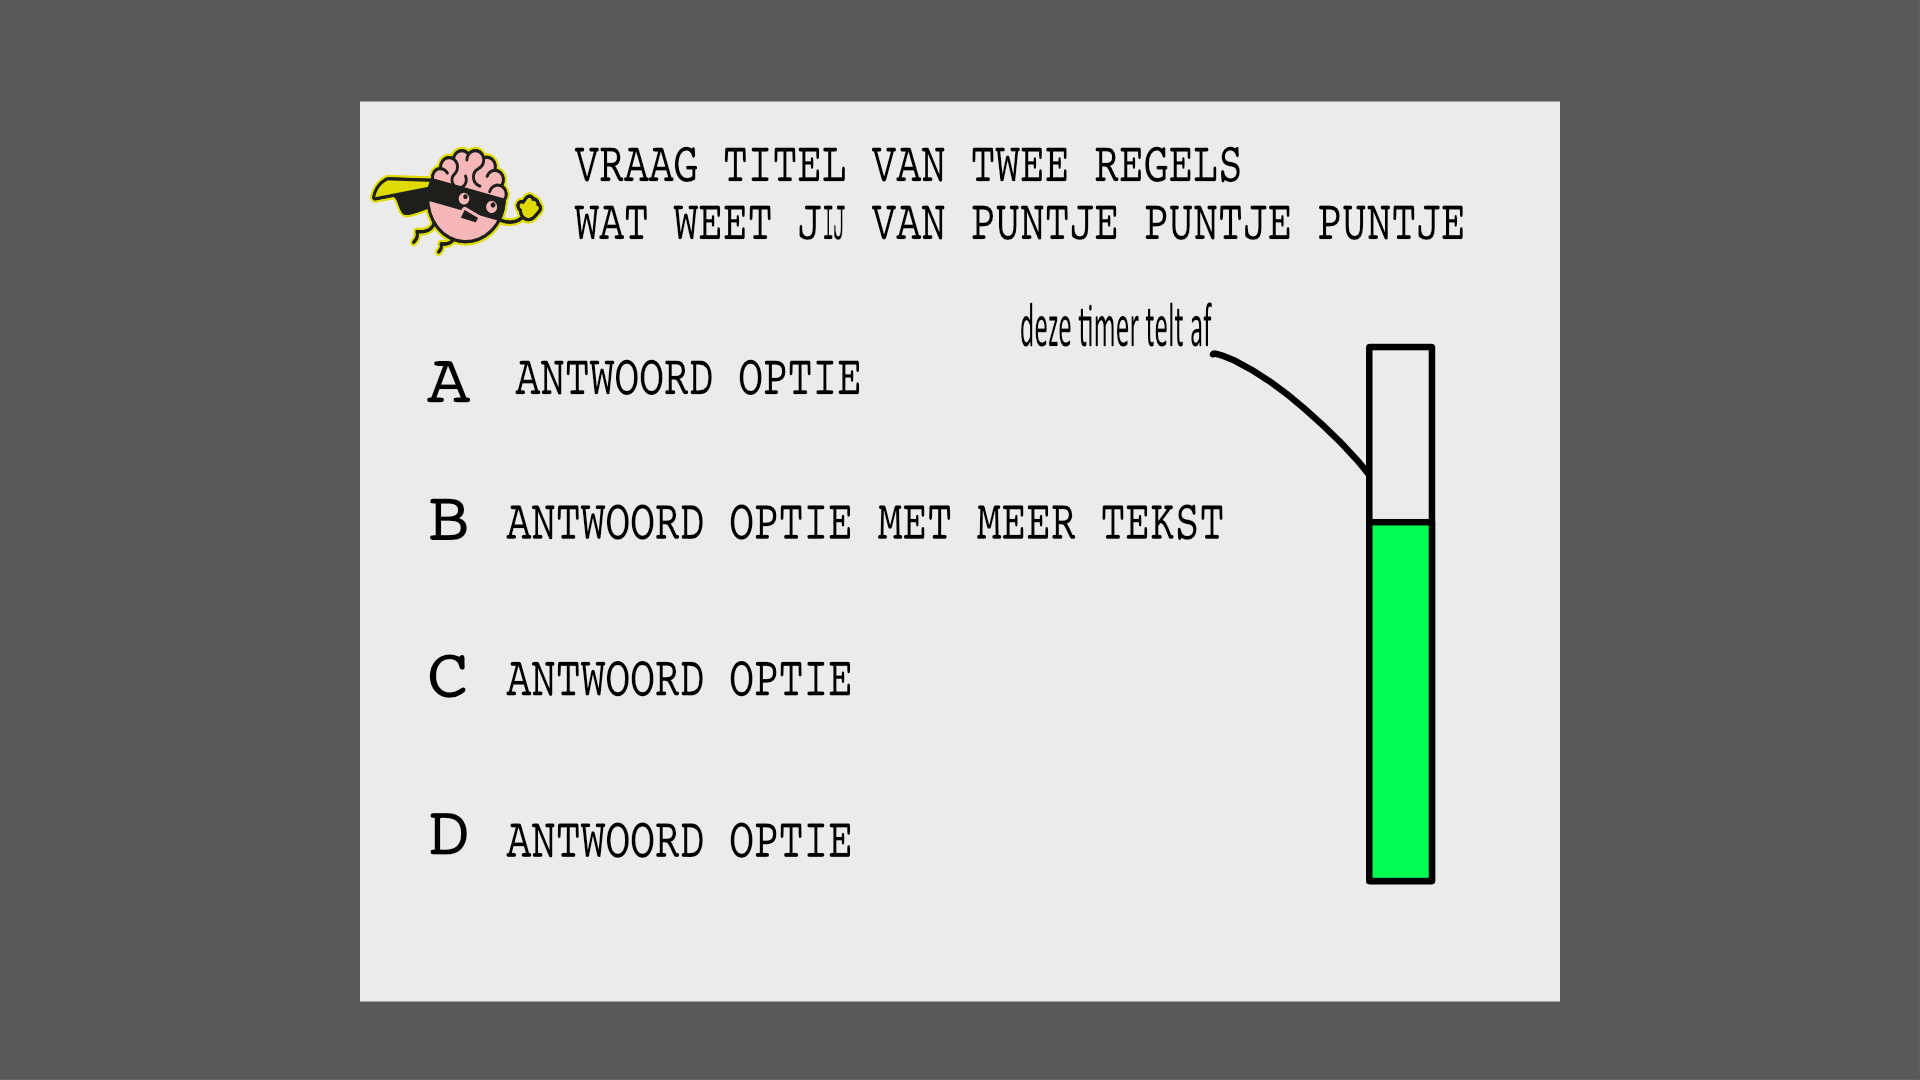 VRAAG TITEL VAN TWEE REGELS
WAT WEET JIJ VAN PUNTJE PUNTJE PUNTJE
deze timer telt af
A ANTWOORD OPTIE
B ANTWOORD OPTIE MET MEER TEKST
C ANTWOORD OPTIE
D ANTWOORD OPTIE